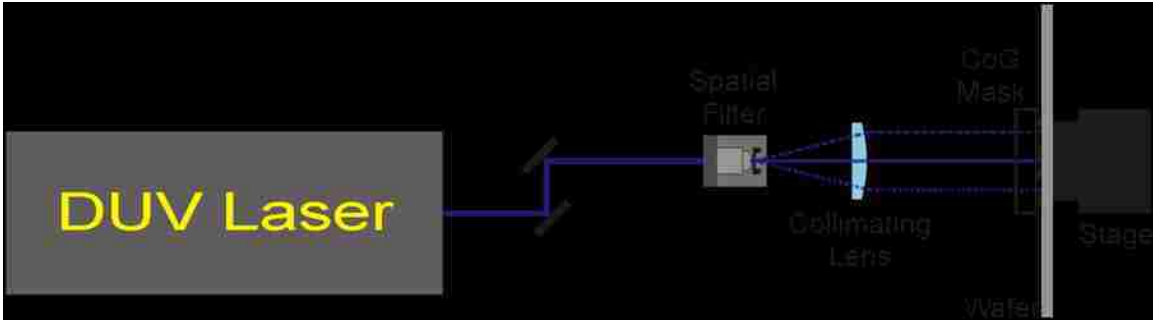 CoG
Mask
Spatial
Filter
DUV Laser
Collimating
Lens
Stage
Wafer